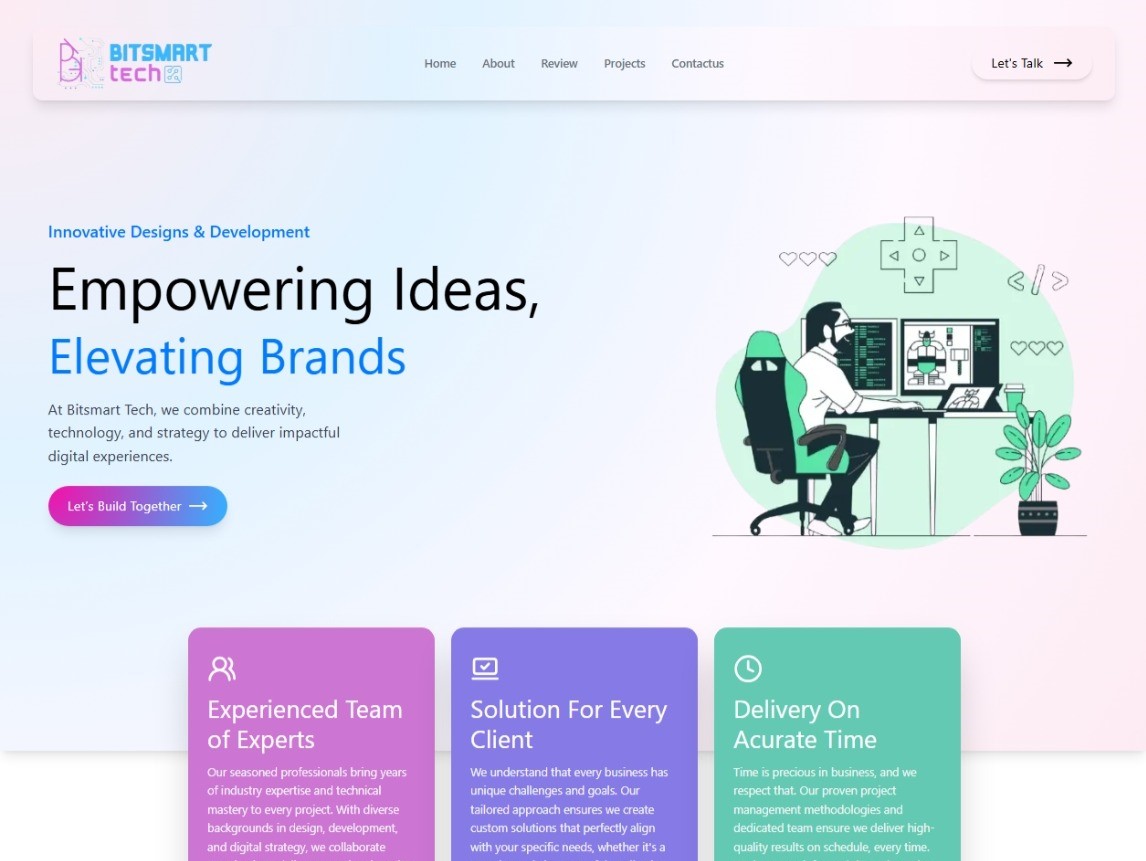 BITSMART
tech
Home About Review Projects Contactus
Let's Talk
Innovative Designs & Development
Empowering Ideas,
Elevating Brands
At Bitsmart Tech, we combine creativity,
technology, and strategy to deliver impactful
digital experiences.
Let's Build Together
Experienced Team
of Experts
Our seasoned professionals bring years
of industry expertise and technical
mastery to every project. With diverse
backgrounds in design, development,
and digital strategy, we collaborate
Solution For Every
Client
We understand that every business has
unique challenges and goals. Our
tailored approach ensures we create
custom solutions that perfectly align
with your specific needs, whether it's a
Delivery On
Acurate Time
Time is precious in business, and we
respect that. Our proven project
management methodologies and
dedicated team ensure we deliver high-
quality results on schedule, every time.